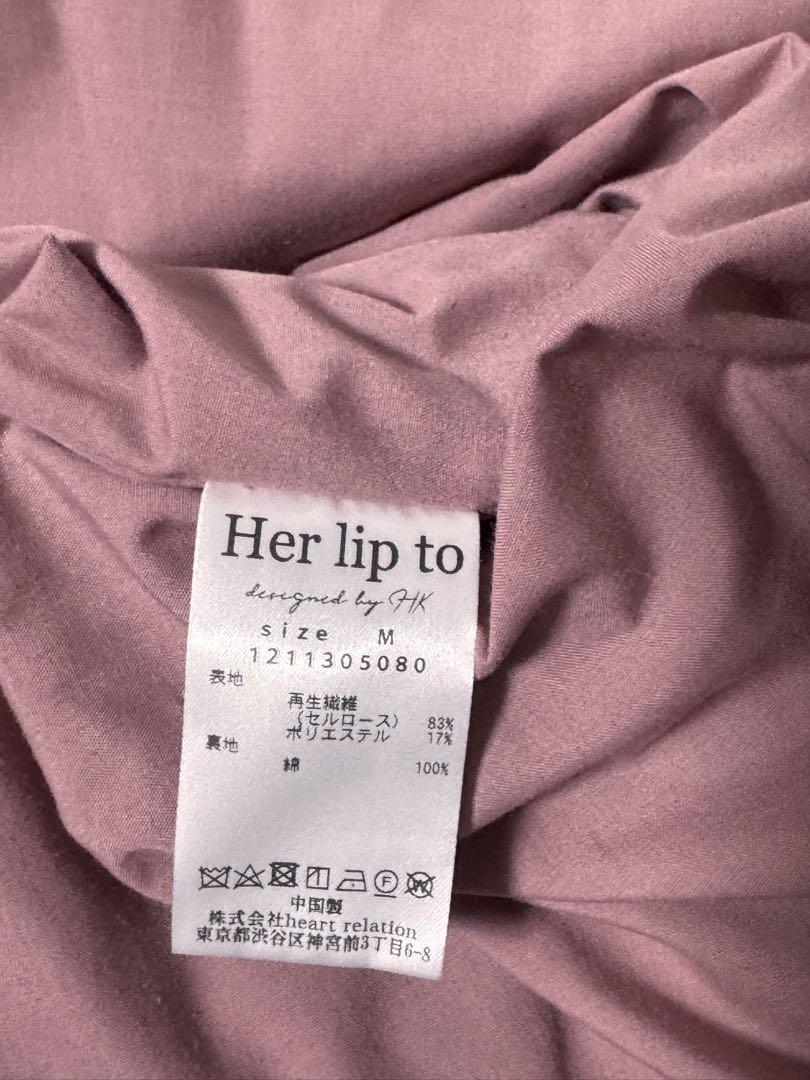 Her lip to
designed by HK
size M
1211305080
表地
再生繊維
（セルロース） 83%
ポリエステル 17%
裏地
綿 100%
F W
中国製
株式会社heart relation
東京都渋谷区神宮前3丁目6-8